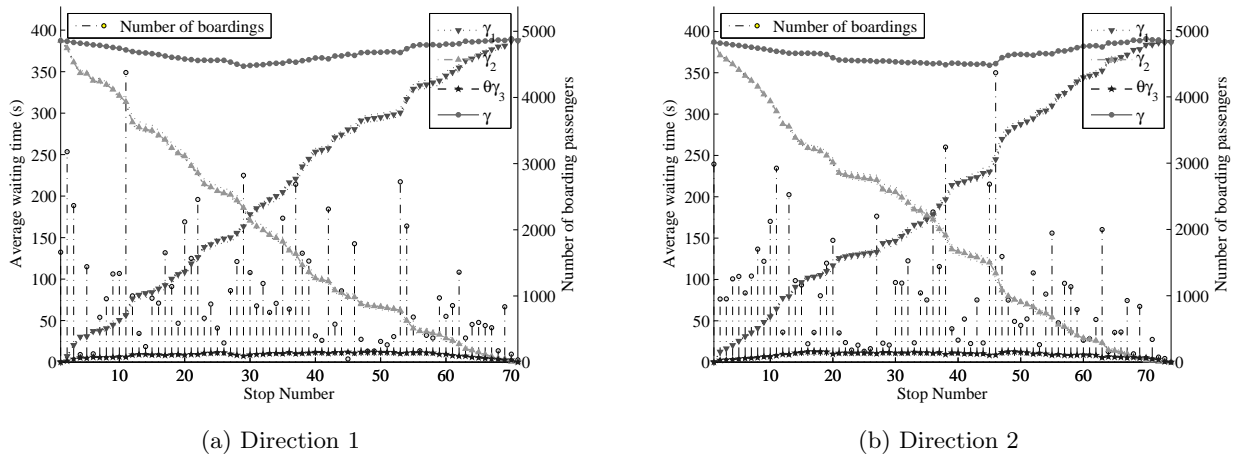 Number of boardings
γ1
γ2
θγ3
γ
400
350
300
250
200
150
100
50
0
Average waiting time (s)
5000
4000
3000
2000
1000
0
Number of boarding passengers
10 20 30 40 50 60 70
Stop Number
(a) Direction 1
Number of boardings
γ1
γ2
θγ3
γ
400
350
300
250
200
150
100
50
0
Average waiting time (s)
5000
4000
3000
2000
1000
0
Number of boarding passengers
10 20 30 40 50 60 70
Stop Number
(b) Direction 2